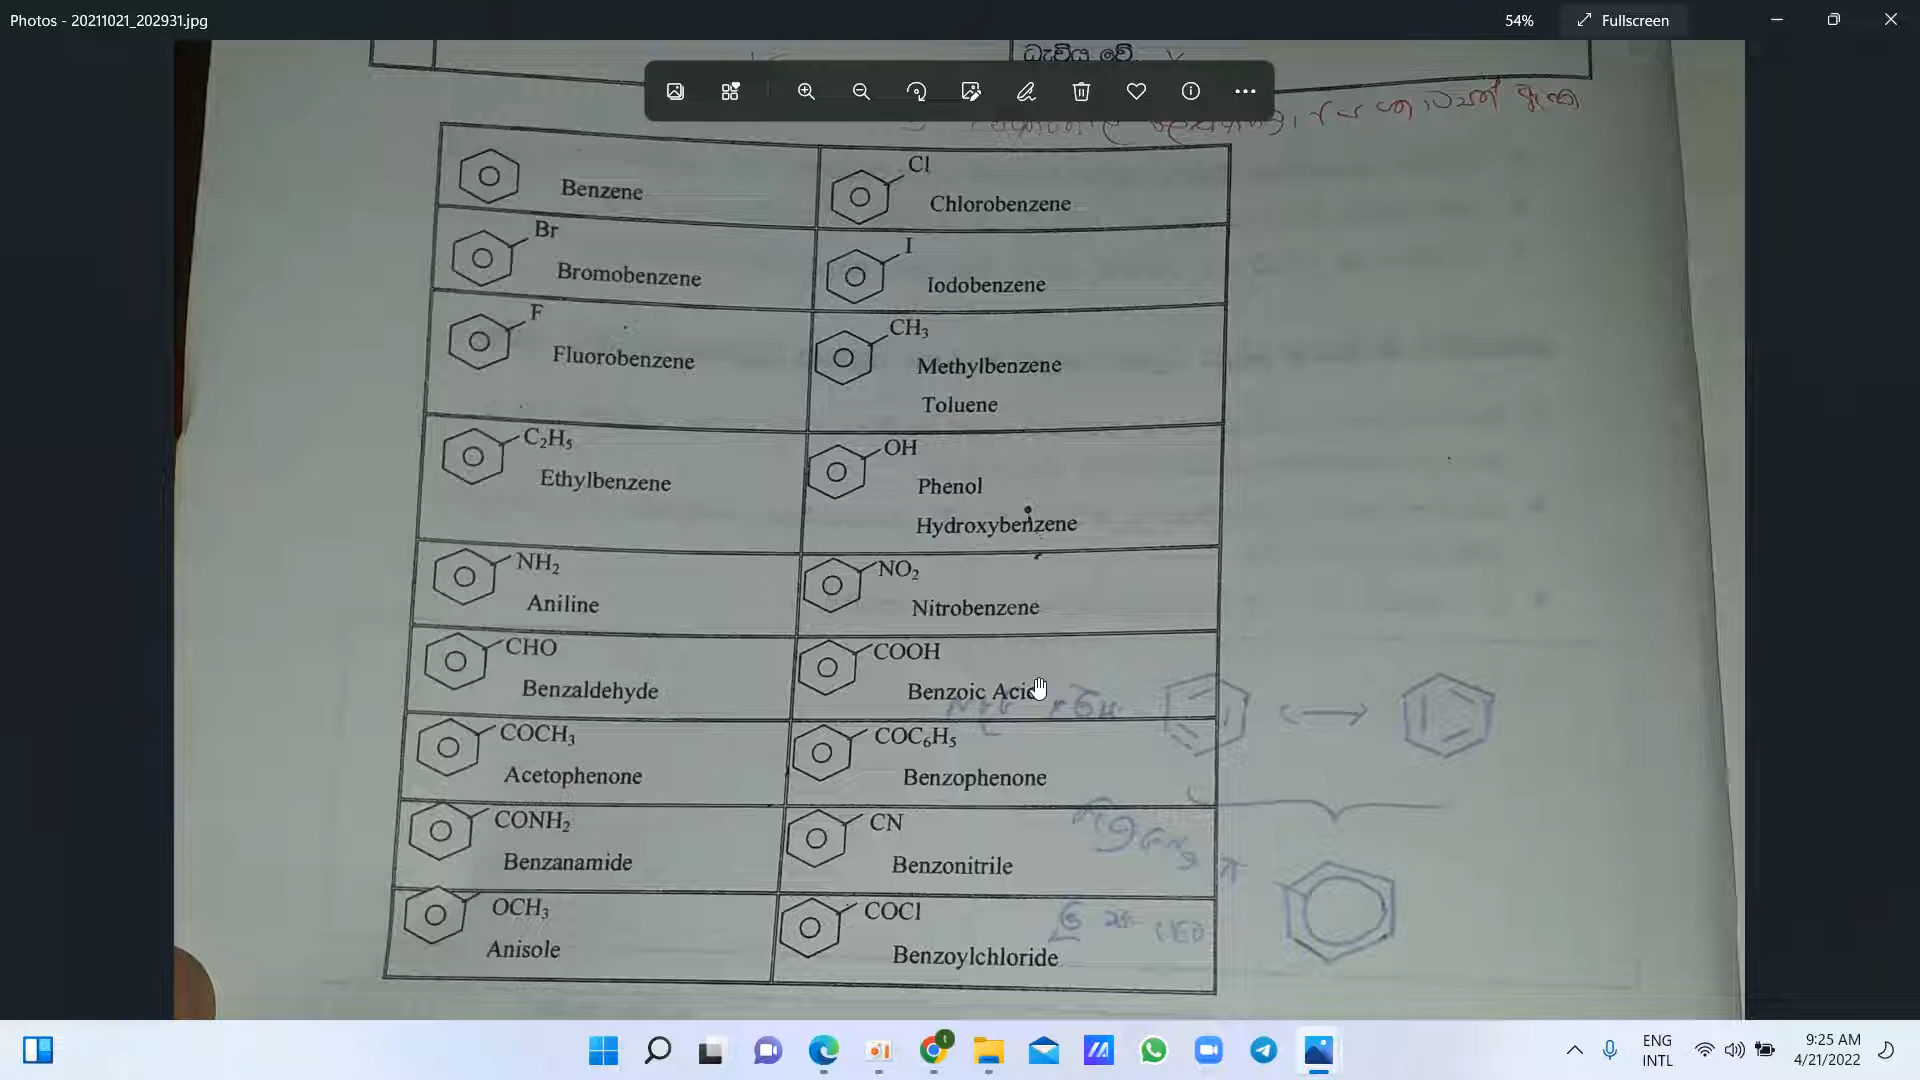 Photos - 20211021_202931.jpg
54%
Fullscreen
ධැවිය වේ.
Benzene
Cl
Chlorobenzene
Br
Bromobenzene
I
Iodobenzene
F
Fluorobenzene
CH₃
Methylbenzene
Toluene
C₂H₅
Ethylbenzene
OH
Phenol
Hydroxybenzene
NH₂
Aniline
NO₂
Nitrobenzene
CHO
Benzaldehyde
COOH
Benzoic Acid
COCH₃
Acetophenone
COC₆H₅
Benzophenone
CONH₂
Benzanamide
CN
Benzonitrile
OCH₃
Anisole
COCl
Benzoylchloride
ENG
INTL
9:25 AM
4/21/2022